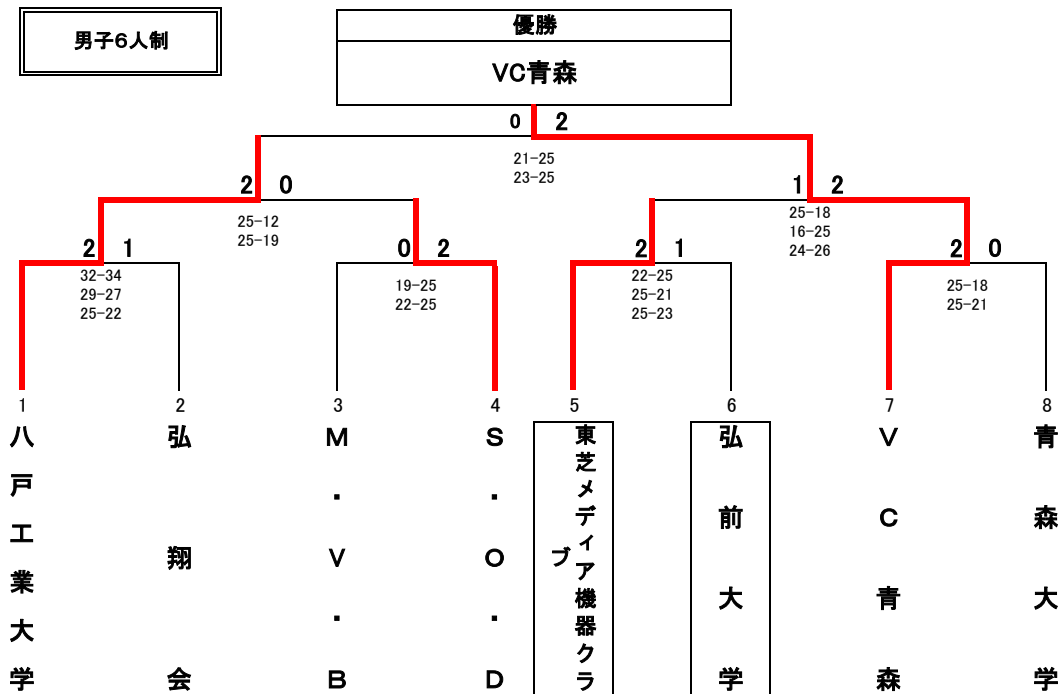 男子6人制
優勝
VC青森
0 2
21-25
23-25
2 0
25-12
25-19
1 2
25-18
16-25
24-26
2 1
32-34
29-27
25-22
0 2
19-25
22-25
2 1
22-25
25-21
25-23
2 0
25-18
25-21
1
2
3
4
5
6
7
8
八戸工業大学
弘翔会
M・V・B
S・O・D
東芝メディア機器クラブ
弘前大学
VC青森
青森大学